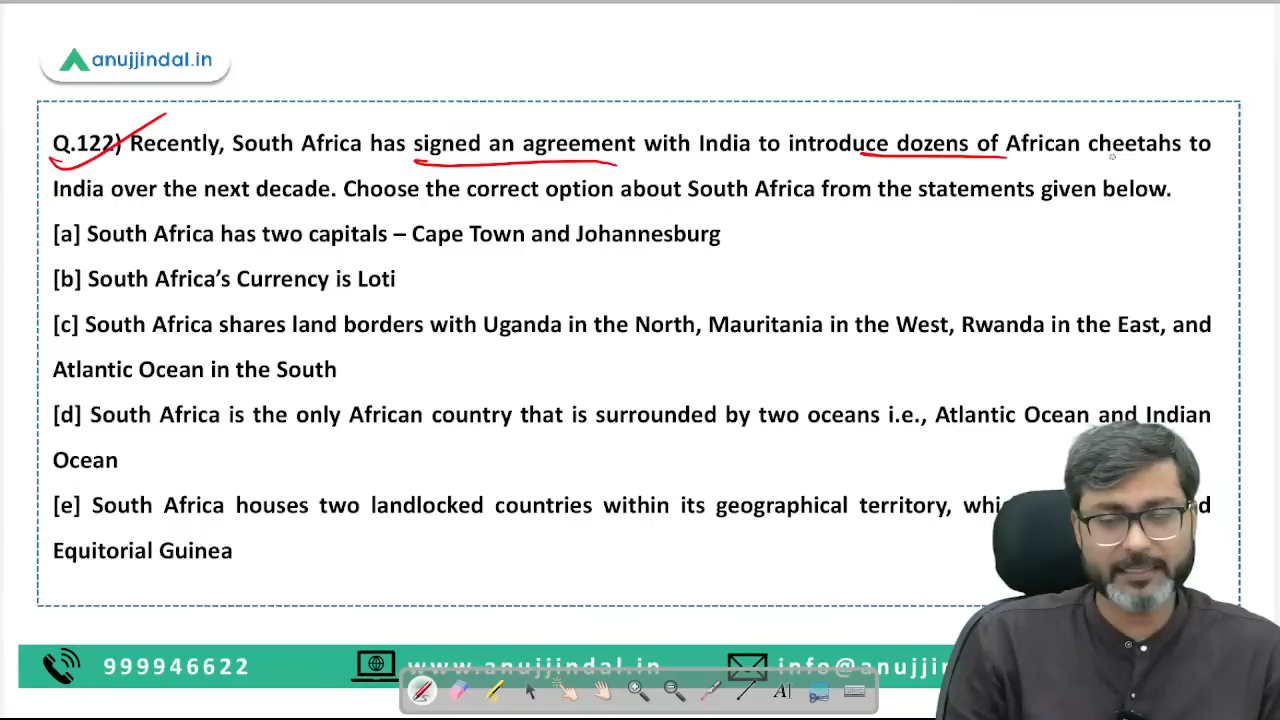 anujjindal.in
Q.122) Recently, South Africa has signed an agreement with India to introduce dozens of African cheetahs to
India over the next decade. Choose the correct option about South Africa from the statements given below.
[a] South Africa has two capitals – Cape Town and Johannesburg
[b] South Africa’s Currency is Loti
[c] South Africa shares land borders with Uganda in the North, Mauritania in the West, Rwanda in the East, and
Atlantic Ocean in the South
[d] South Africa is the only African country that is surrounded by two oceans i.e., Atlantic Ocean and Indian
Ocean
[e] South Africa houses two landlocked countries within its geographical territory,
Equitorial Guinea
999946622
www.anujjindal.in
A